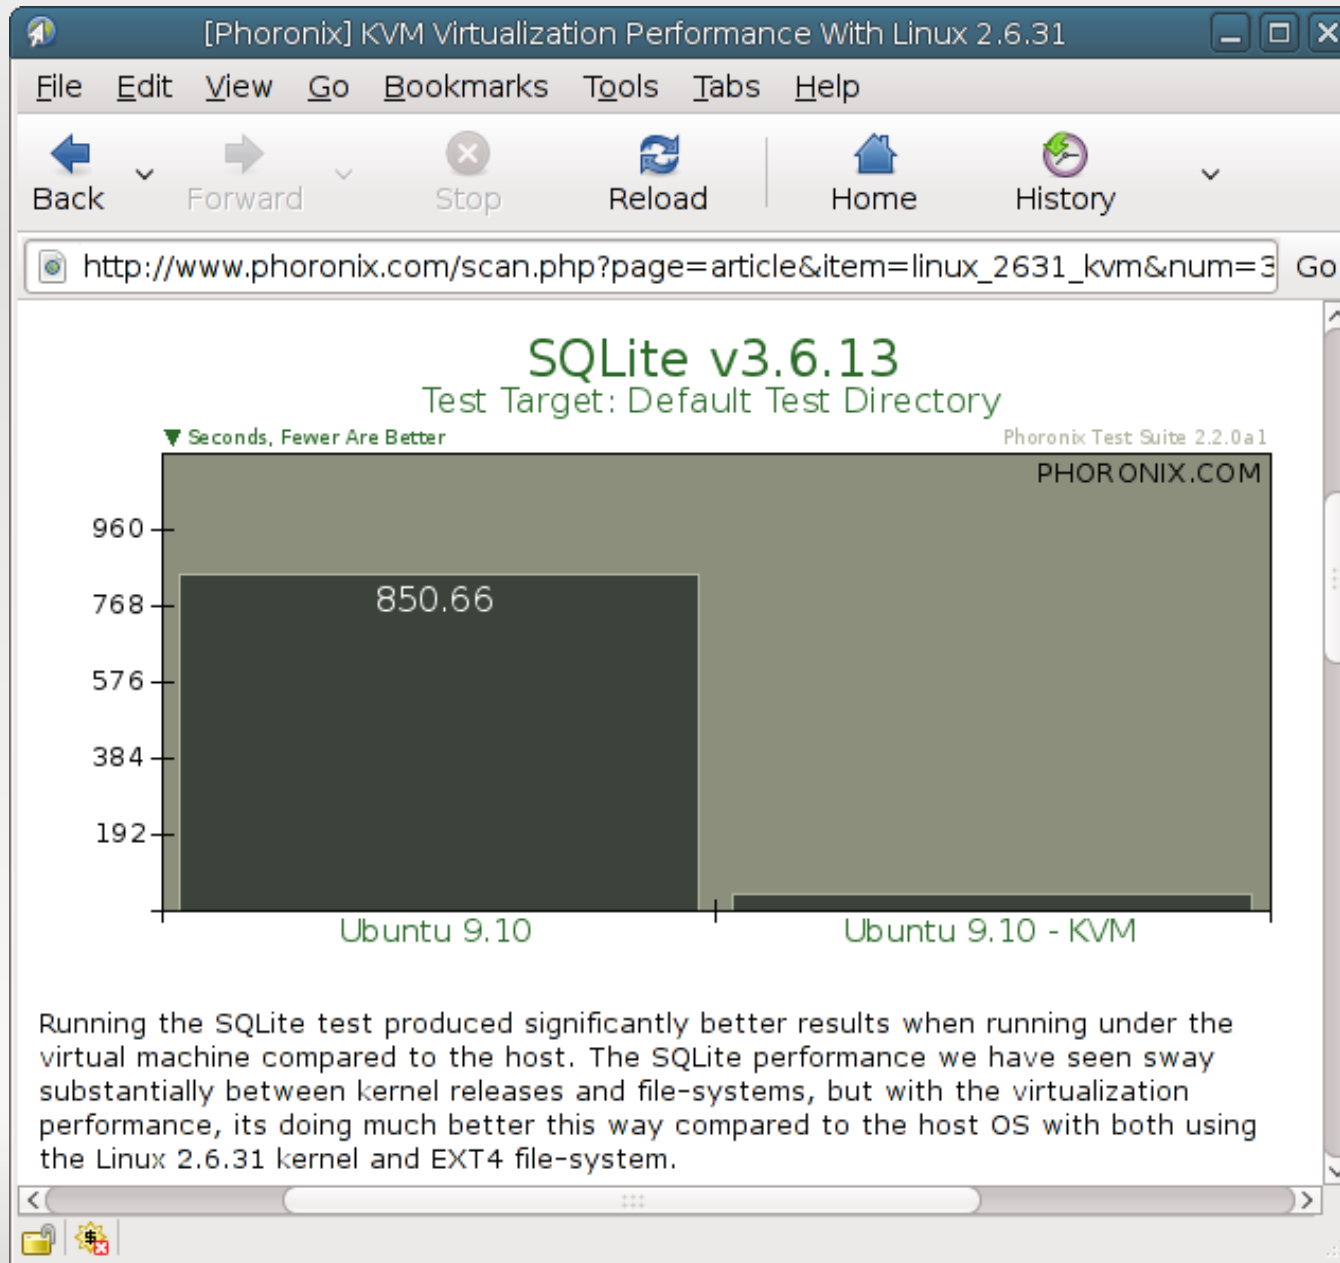 [Phoronix] KVM Virtualization Performance With Linux 2.6.31
File Edit View Go Bookmarks Tools Tabs Help
Back Forward Stop Reload Home History
http://www.phoronix.com/scan.php?page=article&item=linux_2631_kvm&num=3 Go
SQLite v3.6.13
Test Target: Default Test Directory
▼ Seconds, Fewer Are Better Phoronix Test Suite 2.2.0a1
PHORONIX.COM
960
850.66
768
576
384
192
Ubuntu 9.10 Ubuntu 9.10 - KVM
Running the SQLite test produced significantly better results when running under the
virtual machine compared to the host. The SQLite performance we have seen sway
substantially between kernel releases and file-systems, but with the virtualization
performance, its doing much better this way compared to the host OS with both using
the Linux 2.6.31 kernel and EXT4 file-system.